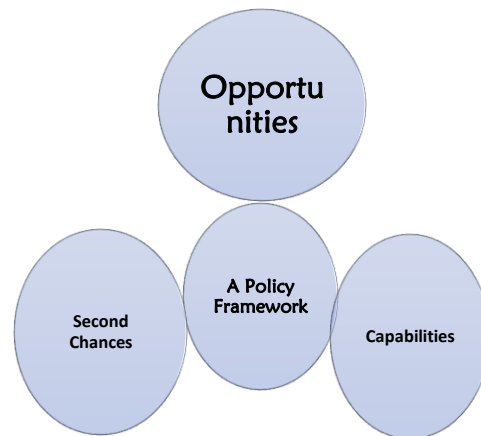 Opportu
nities
A Policy
Framework
Second
Chances
Capabilities